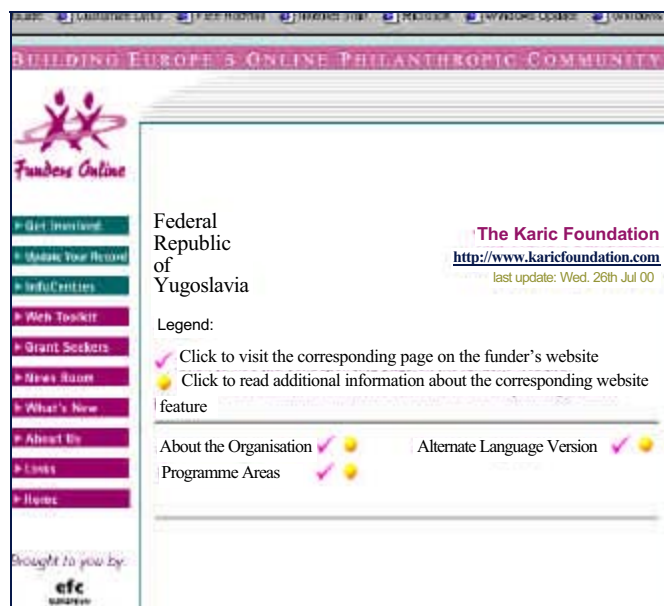 BUILDING EUROPE'S ONLINE PHILANTHROPIC COMMUNITY
Funders Online
Get Involved
Update Your Record
InfoCentres
Web Toolkit
Grant Seekers
News Room
What's New
About Us
Links
Home
Brought to you by
efc
Federal
Republic
of
Yugoslavia
The Karic Foundation
http://www.karicfoundation.com
last update: Wed. 26th Jul 00
Legend:
Click to visit the corresponding page on the funder's website
Click to read additional information about the corresponding website
feature
About the Organisation
Alternate Language Version
Programme Areas